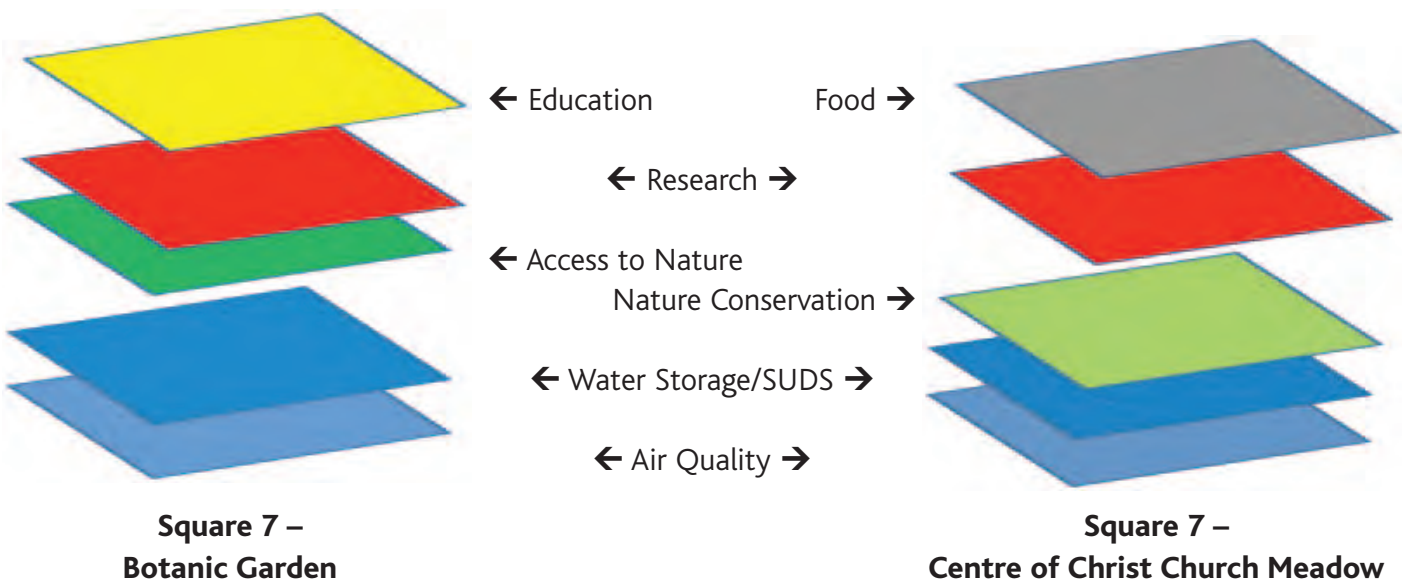 ← Education Food →
← Research →
← Access to Nature
Nature Conservation →
← Water Storage/SUDS →
← Air Quality →
Square 7 –
Botanic Garden
Square 7 –
Centre of Christ Church Meadow